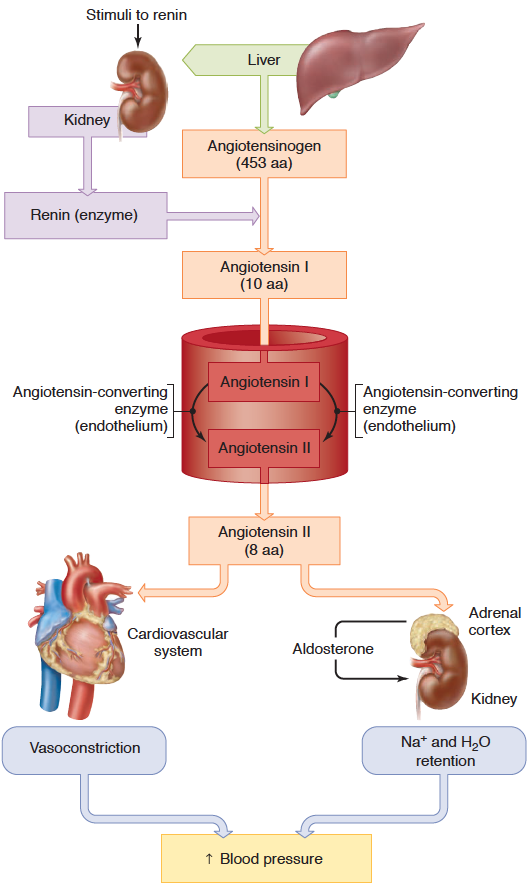 Stimuli to renin
Liver
Kidney
Angiotensinogen
(453 aa)
Renin (enzyme)
Angiotensin I
(10 aa)
Angiotensin I
Angiotensin-converting
enzyme
(endothelium)
Angiotensin-converting
enzyme
(endothelium)
Angiotensin II
Angiotensin II
(8 aa)
Cardiovascular
system
Aldosterone
Adrenal
cortex
Kidney
Vasoconstriction
Na⁺ and H₂O
retention
↑ Blood pressure